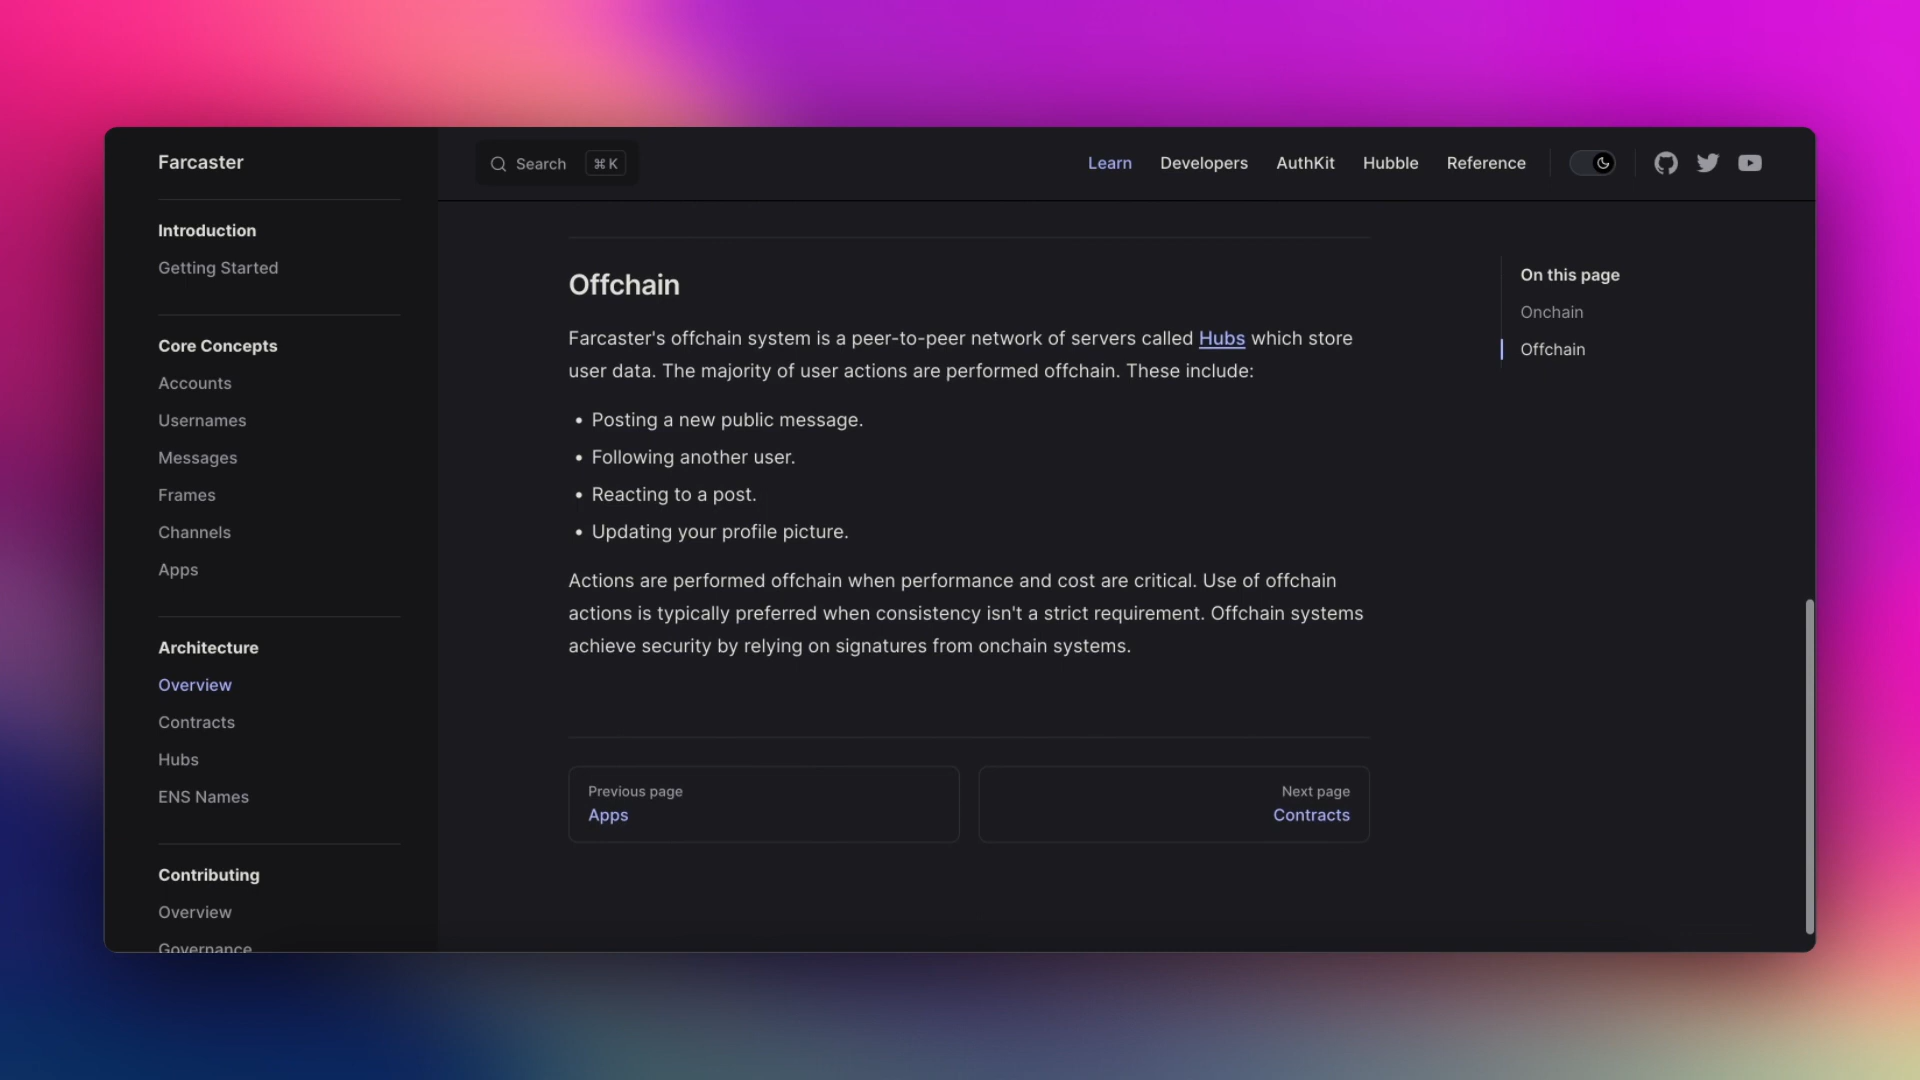 Farcaster
Search ⌘ K
Learn Developers AuthKit Hubble Reference
Introduction
Getting Started
Core Concepts
Accounts
Usernames
Messages
Frames
Channels
Apps
Architecture
Overview
Contracts
Hubs
ENS Names
Contributing
Overview
Governance
Offchain
Farcaster's offchain system is a peer-to-peer network of servers called Hubs which store
user data. The majority of user actions are performed offchain. These include:
• Posting a new public message.
• Following another user.
• Reacting to a post.
• Updating your profile picture.
Actions are performed offchain when performance and cost are critical. Use of offchain
actions is typically preferred when consistency isn't a strict requirement. Offchain systems
achieve security by relying on signatures from onchain systems.
Previous page
Apps
Next page
Contracts
On this page
Onchain
Offchain